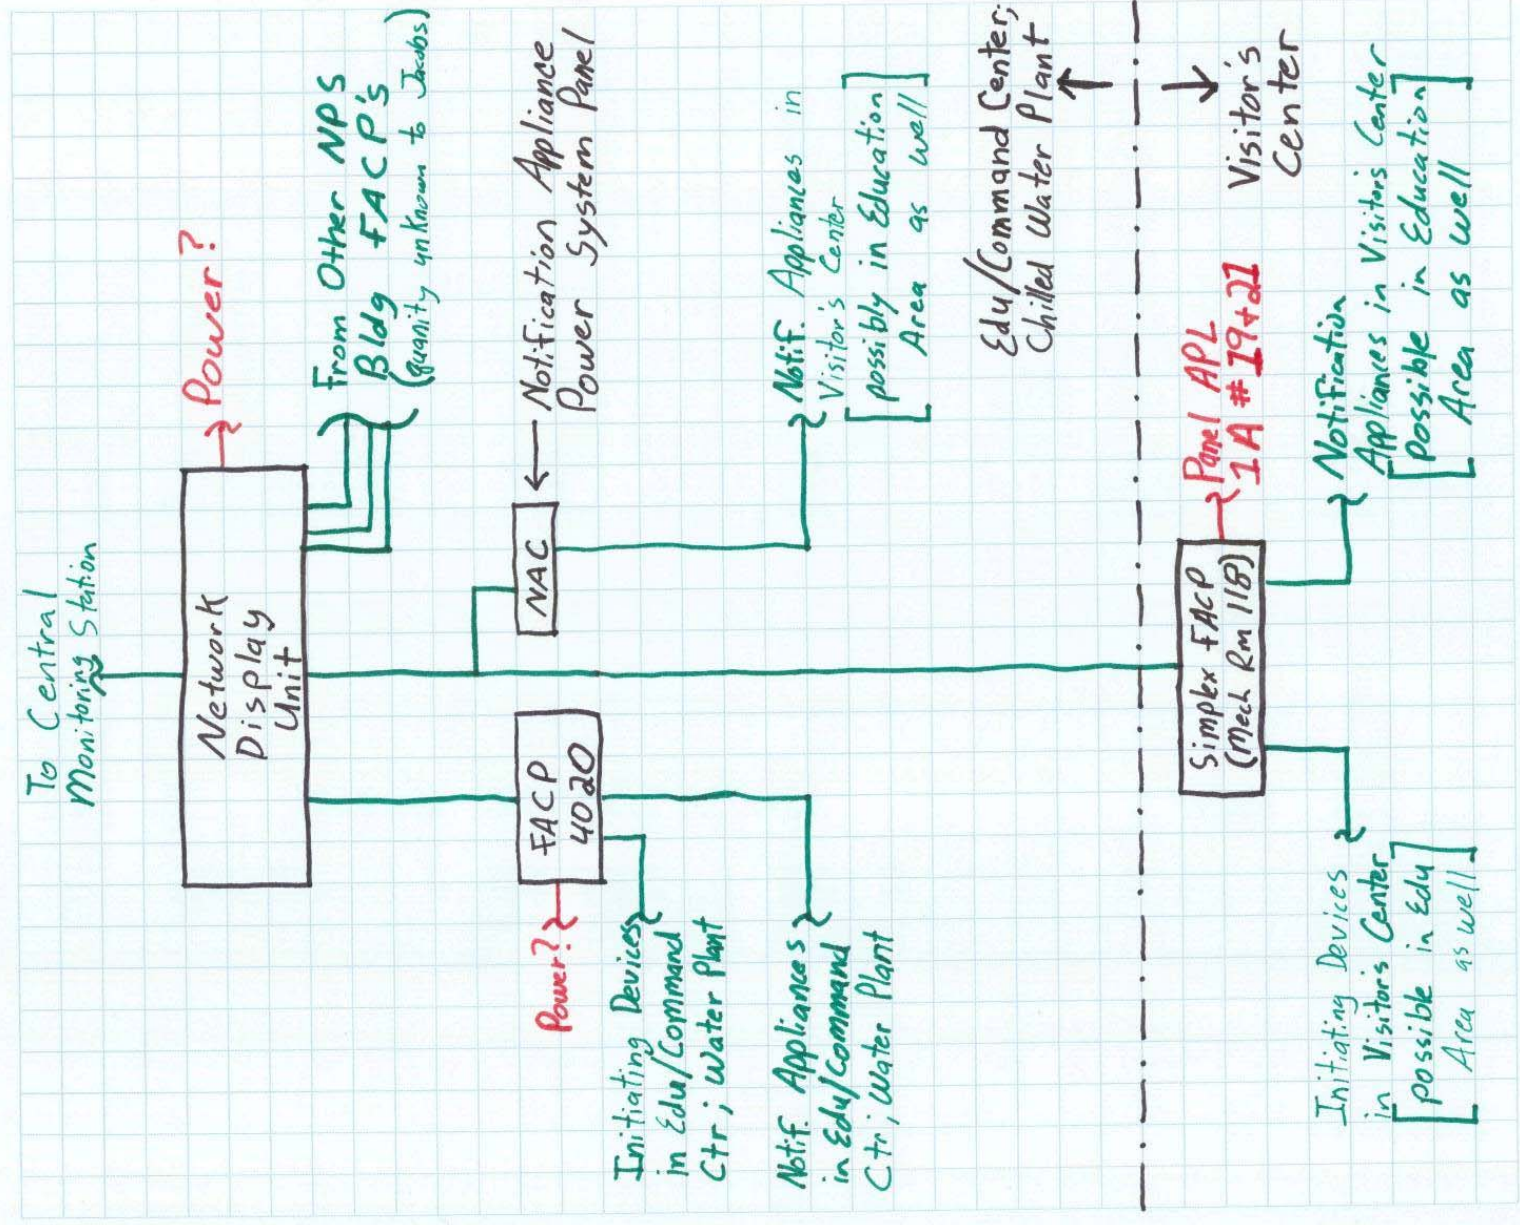 To Central
Monitoring Station
Network
Display
Unit
Power?
From Other NPS
Bldg FACP's
(quanity unknown to Jacobs)
FACP
4020
Power?
NAC
Notification Appliance
Power System Panel
Initiating Devices
in Edu/Command
Ctr; Water Plant
Notif. Appliances
in Edu/Command
Ctr; Water Plant
Notif. Appliances in
Visitor's Center
[possibly in Education]
Area as well
Edu/Command Center;
Chilled Water Plant
Visitor's
Center
Simplex FACP
(Mech Rm 118)
Panel APL
1A #19+21
Initiating Devices
in Visitors Center
[possible in Edu]
Area as well
Notification
Appliances in Visitors Center
[possible in Education]
Area as well